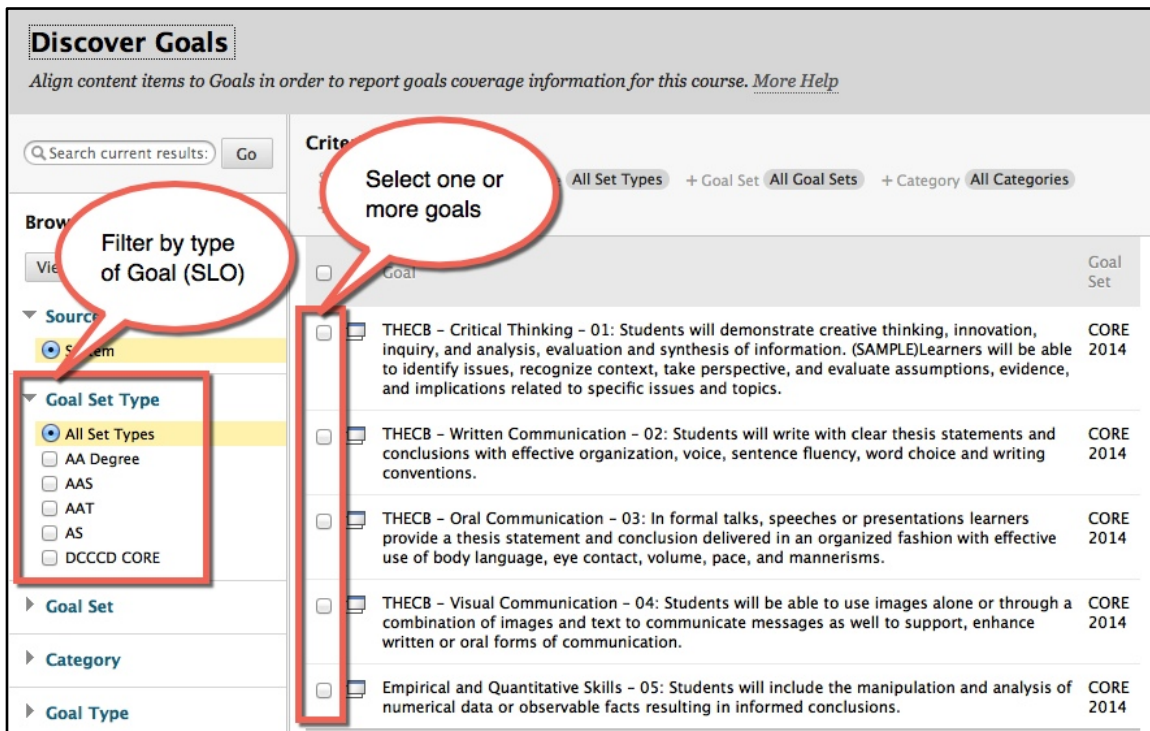 Discover Goals
Align content items to Goals in order to report goals coverage information for this course. More Help
Search current results:
Go
Brow
Vie
Filter by type
of Goal (SLO)
Source
System
Goal Set Type
All Set Types
AA Degree
AAS
AAT
AS
DCCCD CORE
Goal Set
Category
Goal Type
Crite
Select one or
more goals
All Set Types + Goal Set All Goal Sets + Category All Categories
+
Goal
Goal
Set
THECB - Critical Thinking - 01: Students will demonstrate creative thinking, innovation,
inquiry, and analysis, evaluation and synthesis of information. (SAMPLE)Learners will be able
to identify issues, recognize context, take perspective, and evaluate assumptions, evidence,
and implications related to specific issues and topics.
CORE
2014
THECB - Written Communication - 02: Students will write with clear thesis statements and
conclusions with effective organization, voice, sentence fluency, word choice and writing
conventions.
CORE
2014
THECB - Oral Communication - 03: In formal talks, speeches or presentations learners
provide a thesis statement and conclusion delivered in an organized fashion with effective
use of body language, eye contact, volume, pace, and mannerisms.
CORE
2014
THECB - Visual Communication - 04: Students will be able to use images alone or through a
combination of images and text to communicate messages as well to support, enhance
written or oral forms of communication.
CORE
2014
Empirical and Quantitative Skills - 05: Students will include the manipulation and analysis of
numerical data or observable facts resulting in informed conclusions.
CORE
2014